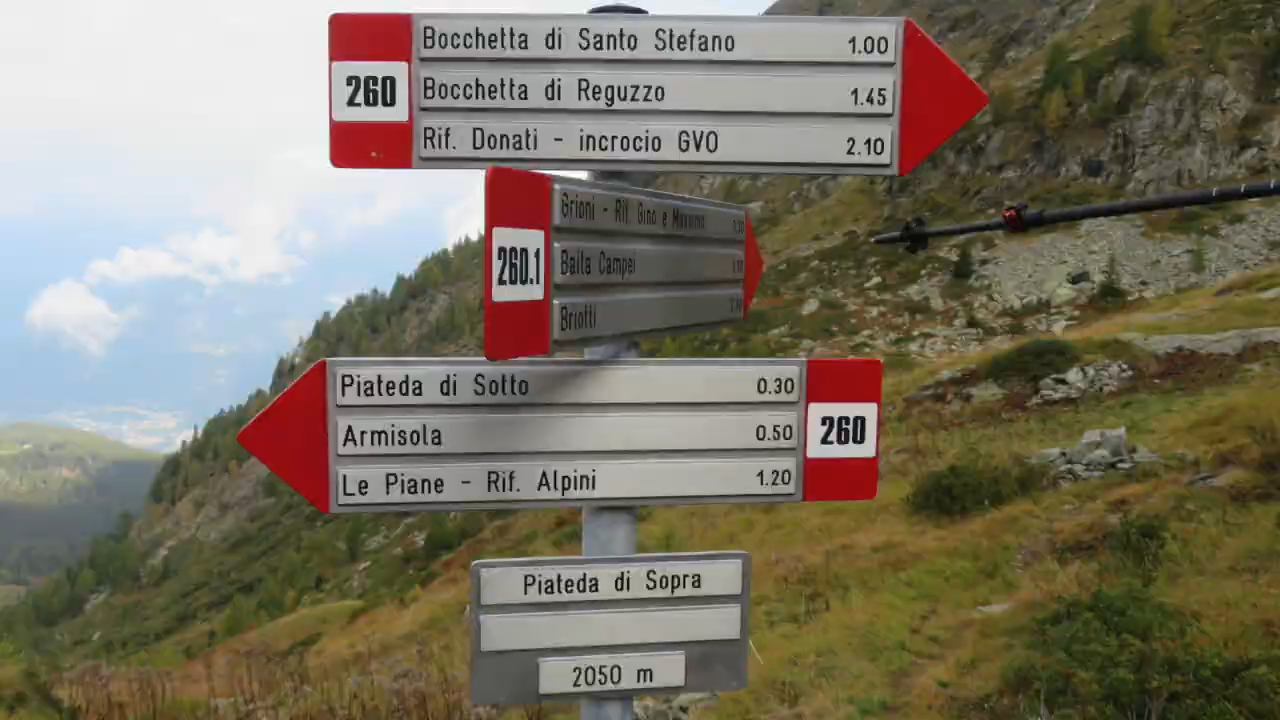 Bocchetta di Santo Stefano 1.00
260
Bocchetta di Reguzzo 1.45
Rif. Donati - incrocio GVO 2.10
Grioni - Rif. Gino e Massimo
260.1
Baita Campei
Briotti
Piateda di Sotto 0.30
Armisola 0.50
260
Le Piane - Rif. Alpini 1.20
Piateda di Sopra
2050 m